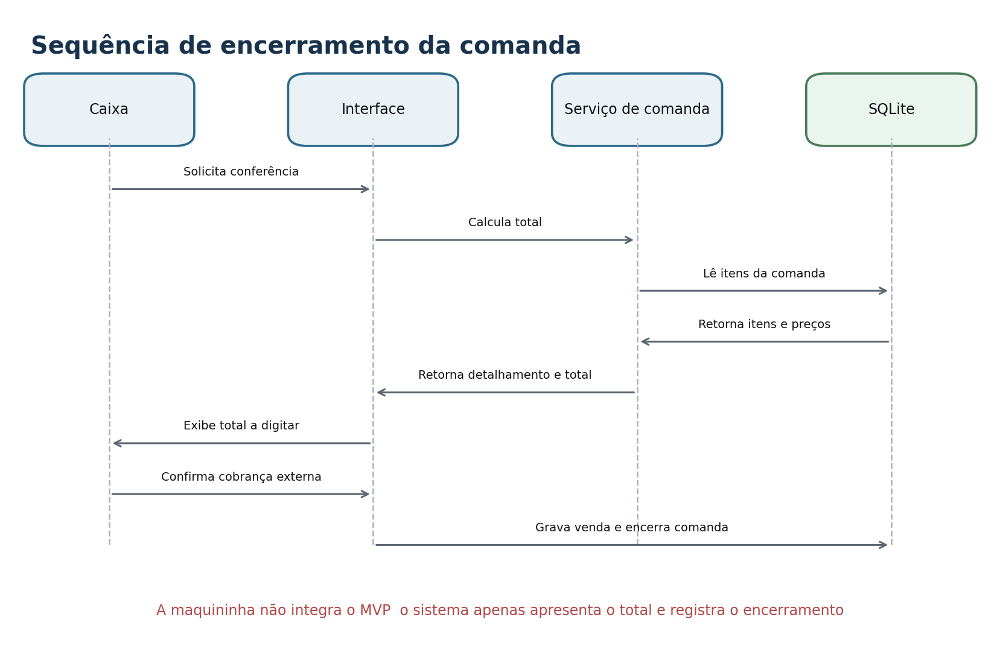 Sequência de encerramento da comanda
Caixa
Interface
Serviço de comanda
SQLite
Solicita conferência
Calcula total
Lê itens da comanda
Retorna itens e preços
Retorna detalhamento e total
Exibe total a digitar
Confirma cobrança externa
Grava venda e encerra comanda
A maquininha não integra o MVP  o sistema apenas apresenta o total e registra o encerramento